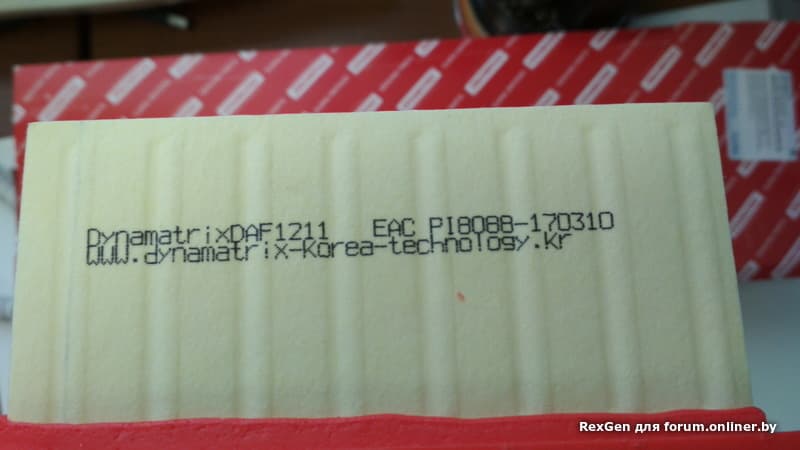 DynamatrixDAF1211 EAC PI8088-170310
WWW.dynamatrix-Korea-technology.kr
RexGen для forum.onliner.by